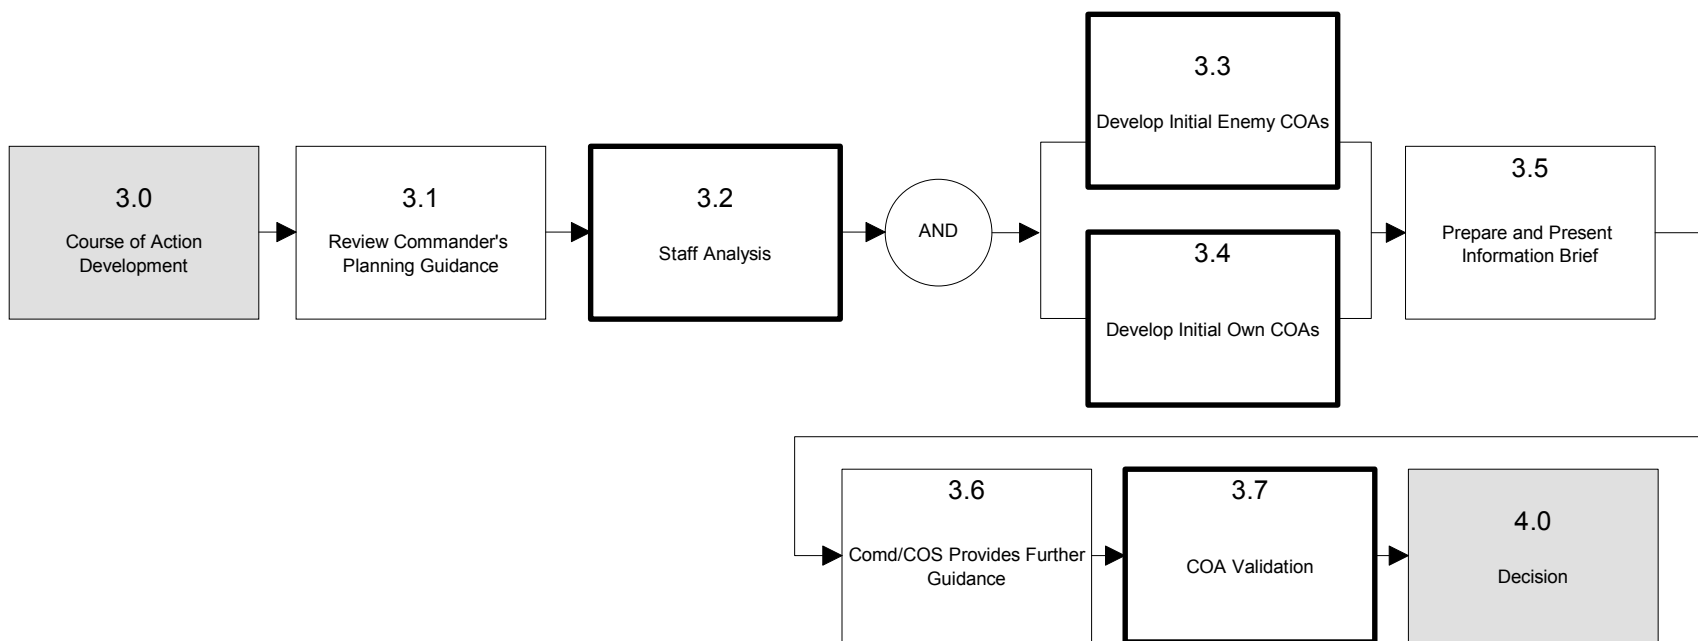 3.0
Course of Action
Development
3.1
Review Commander's
Planning Guidance
3.2
Staff Analysis
AND
3.3
Develop Initial Enemy COAs
3.4
Develop Initial Own COAs
3.5
Prepare and Present
Information Brief
3.6
Comd/COS Provides Further
Guidance
3.7
COA Validation
4.0
Decision